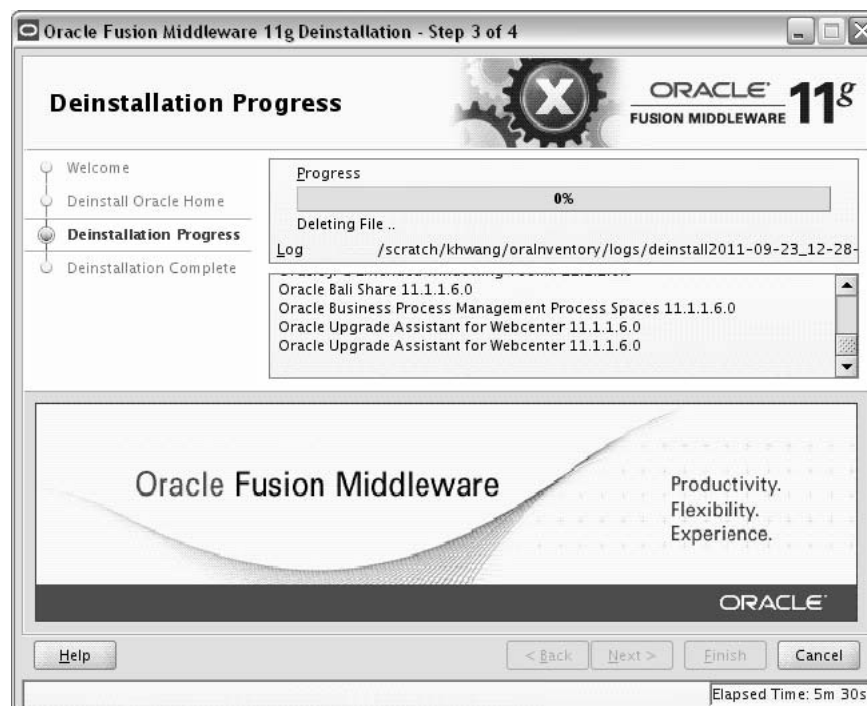 Oracle Fusion Middleware 11g Deinstallation - Step 3 of 4
Deinstallation Progress
X
ORACLE
FUSION MIDDLEWARE 11g
Welcome
Deinstall Oracle Home
Deinstallation Progress
Deinstallation Complete
Progress
0%
Deleting File ..
Log /scratch/khwang/oraInventory/logs/deinstall2011-09-23_12-28-
Oracle Bali Share 11.1.1.6.0
Oracle Business Process Management Process Spaces 11.1.1.6.0
Oracle Upgrade Assistant for Webcenter 11.1.1.6.0
Oracle Upgrade Assistant for Webcenter 11.1.1.6.0
Oracle Fusion Middleware
Productivity.
Flexibility.
Experience.
ORACLE
Help
< Back
Next >
Finish
Cancel
Elapsed Time: 5m 30s